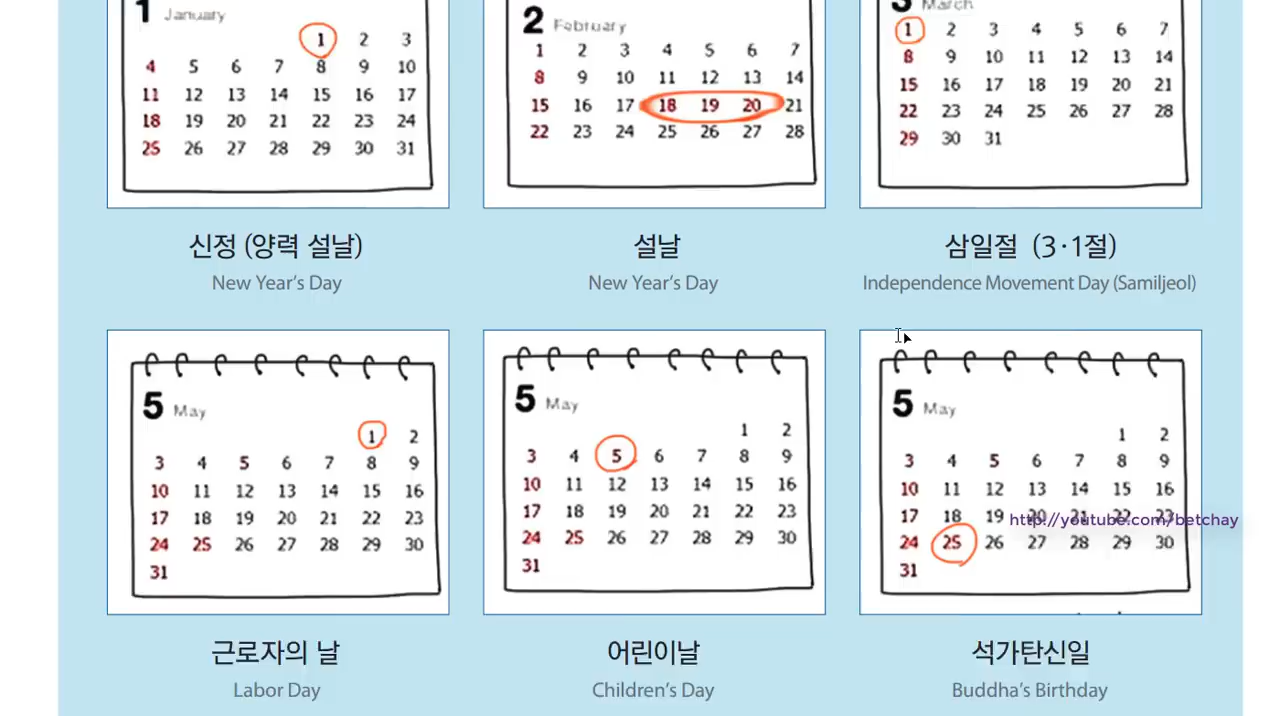 1 January
1 2 3
4 5 6 7 8 9 10
11 12 13 14 15 16 17
18 19 20 21 22 23 24
25 26 27 28 29 30 31
신정 (양력 설날)
New Year's Day
2 February
1 2 3 4 5 6 7
8 9 10 11 12 13 14
15 16 17 18 19 20 21
22 23 24 25 26 27 28
설날
New Year's Day
3 March
1 2 3 4 5 6 7
8 9 10 11 12 13 14
15 16 17 18 19 20 21
22 23 24 25 26 27 28
29 30 31
삼일절 (3·1절)
Independence Movement Day (Samiljeol)
5 May
1 2
3 4 5 6 7 8 9
10 11 12 13 14 15 16
17 18 19 20 21 22 23
24 25 26 27 28 29 30
31
근로자의 날
Labor Day
5 May
1 2
3 4 5 6 7 8 9
10 11 12 13 14 15 16
17 18 19 20 21 22 23
24 25 26 27 28 29 30
31
어린이날
Children's Day
5 May
1 2
3 4 5 6 7 8 9
10 11 12 13 14 15 16
17 18 19 20 21 22 23
http://youtube.com/betchay
24 25 26 27 28 29 30
31
석가탄신일
Buddha's Birthday